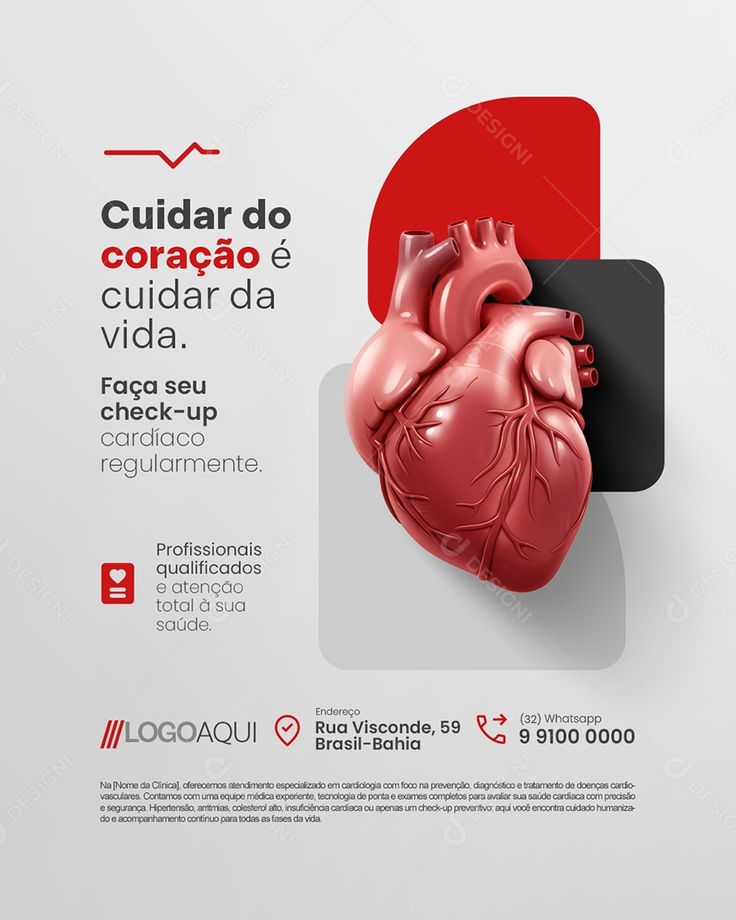 Cuidar do
coração é
cuidar da
vida.
Faça seu
check-up
cardíaco
regularmente.
Profissionais
qualificados
e atenção
total à sua
saúde.
///LOGOAQUI
Endereço
Rua Visconde, 59
Brasil-Bahia
(32) Whatsapp
9 9100 0000
Na [Nome da Clínica], oferecemos atendimento especializado em cardiologia com foco na prevenção, diagnóstico e tratamento de doenças cardio-
vasculares. Contamos com uma equipe médica experiente, tecnologia de ponta e exames completos para avaliar sua saúde cardíaca com precisão
e segurança. Hipertensão, arritmias, colesterol alto, insuficiência cardíaca ou apenas um check-up preventivo: aqui você encontra cuidado humaniza-
do e acompanhamento contínuo para todas as fases da vida.
DESIGNI